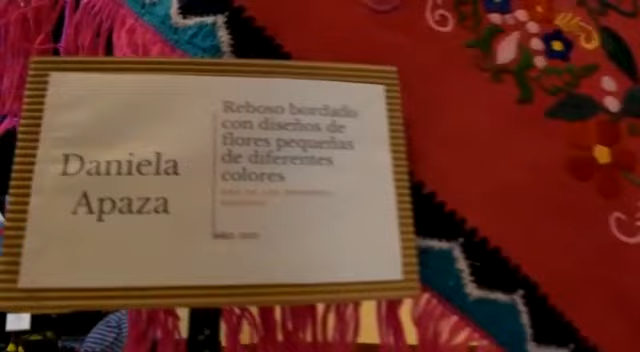 Daniela
Apaza
Reboso bordado
con diseños de
flores pequeñas
de diferentes
colores